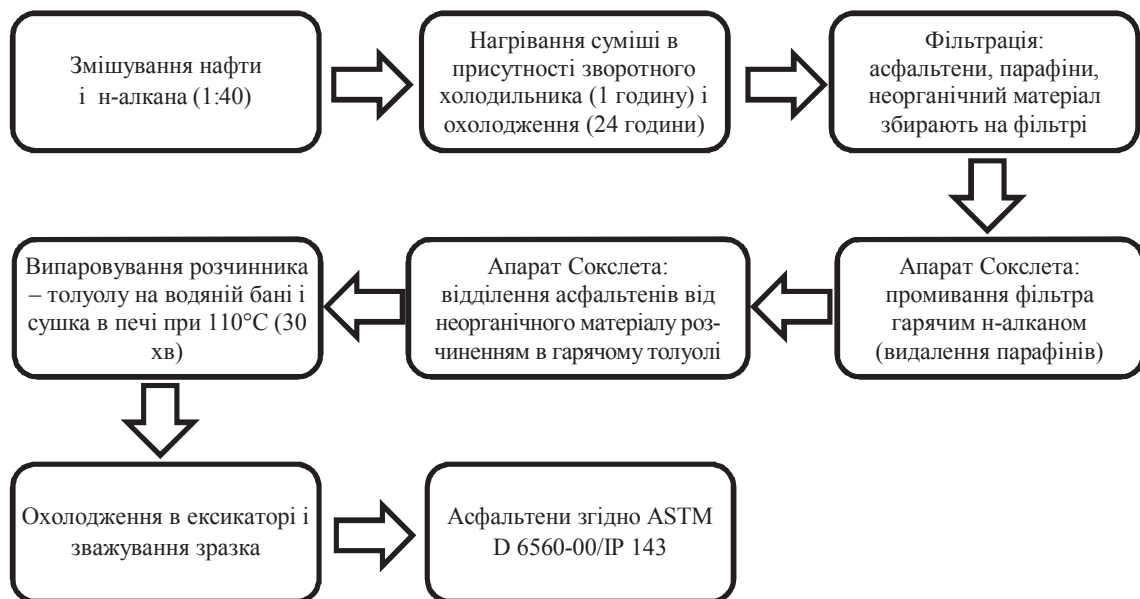 Змішування нафти
і н-алкана (1:40)
Нагрівання суміші в
присутності зворотного
холодильника (1 годину) і
охолодження (24 години)
Фільтрація:
асфальтени, парафіни,
неорганічний матеріал
збирають на фільтрі
Апарат Сокслета:
промивання фільтра
гарячим н-алканом
(видалення парафінів)
Апарат Сокслета:
відділення асфальтенів від
неорганічного матеріалу роз-
чиненням в гарячому толуолі
Випаровування розчинника
– толуолу на водяній бані і
сушка в печі при 110°С (30
хв)
Охолодження в ексикаторі і
зважування зразка
Асфальтени згідно ASTM
D 6560-00/IP 143